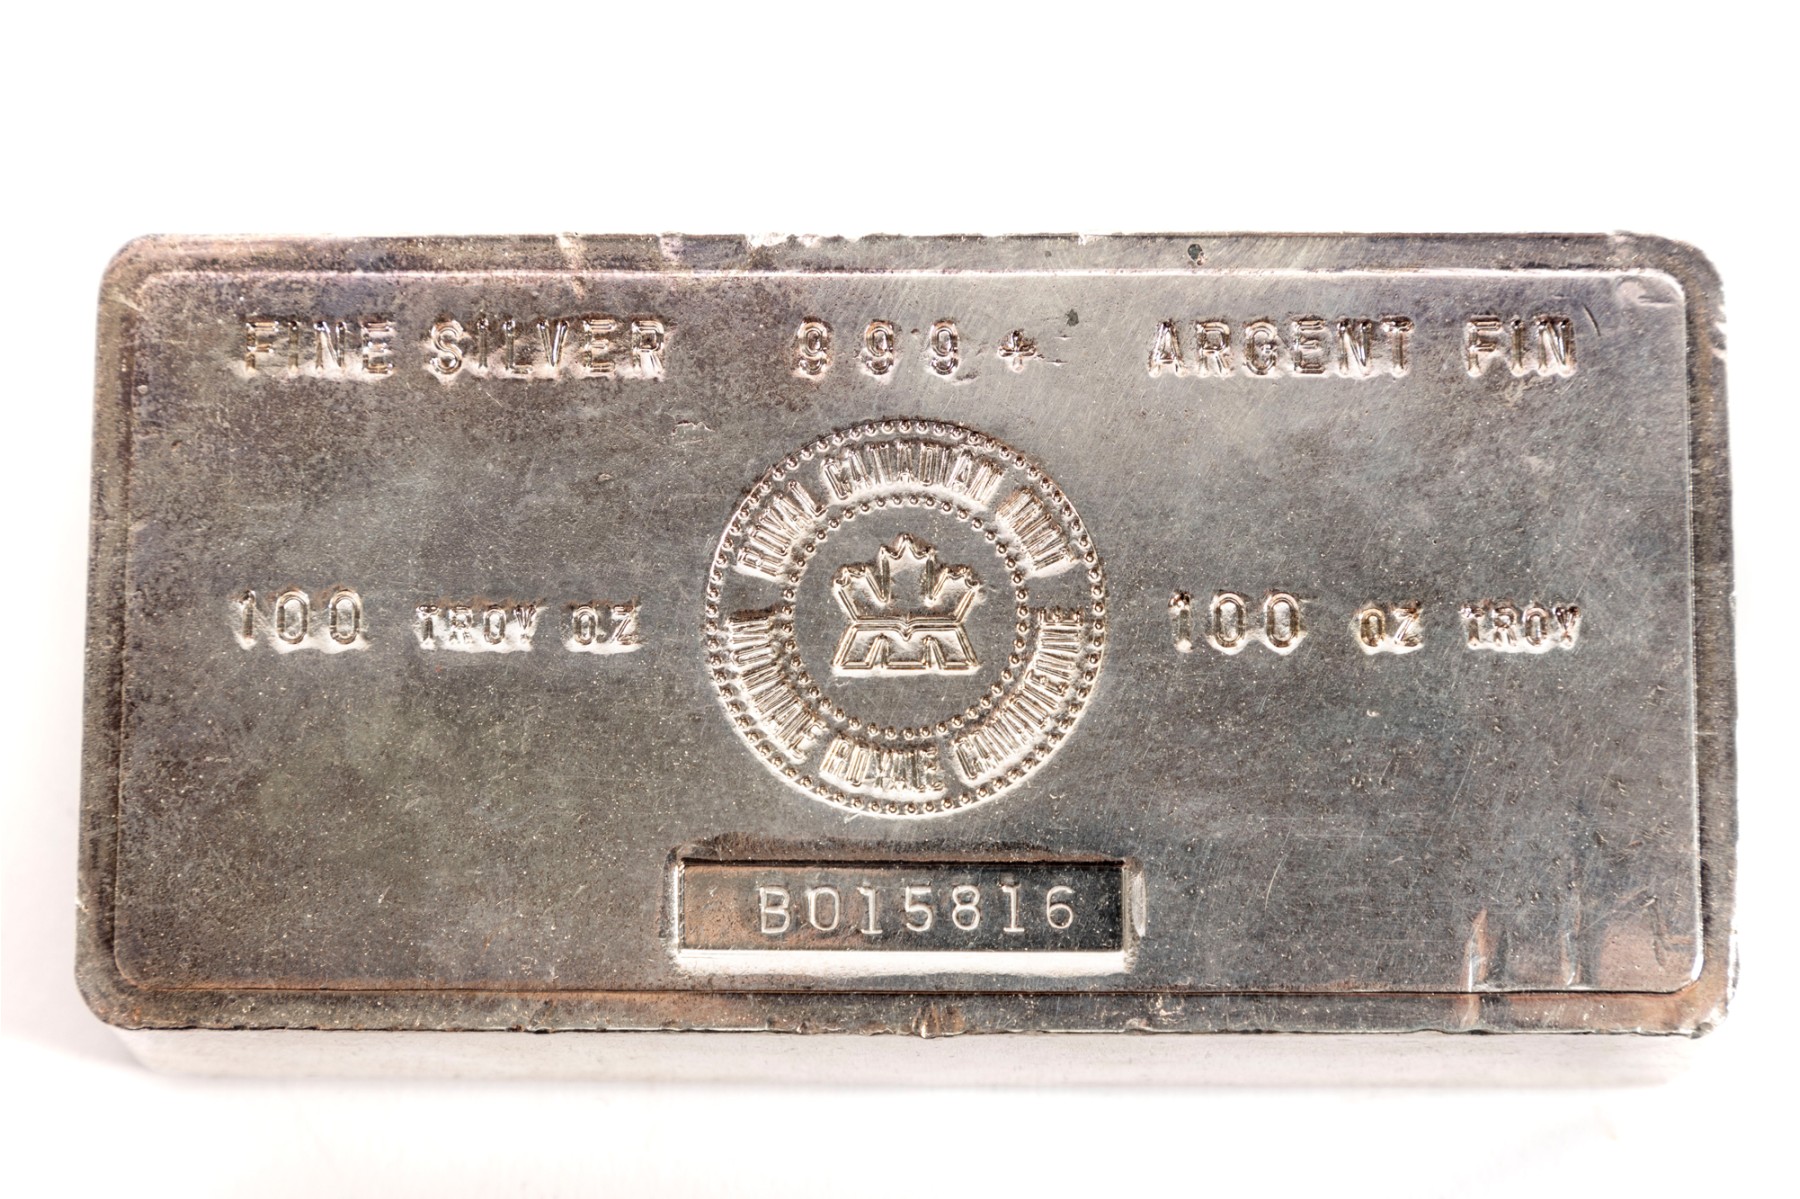 FINE SILVER 999+ ARGENT FIN
ROYAL CANADIAN MINT
100 TROY OZ
100 OZ TROY
MONNAIE ROYALE CANADIENNE
B015816